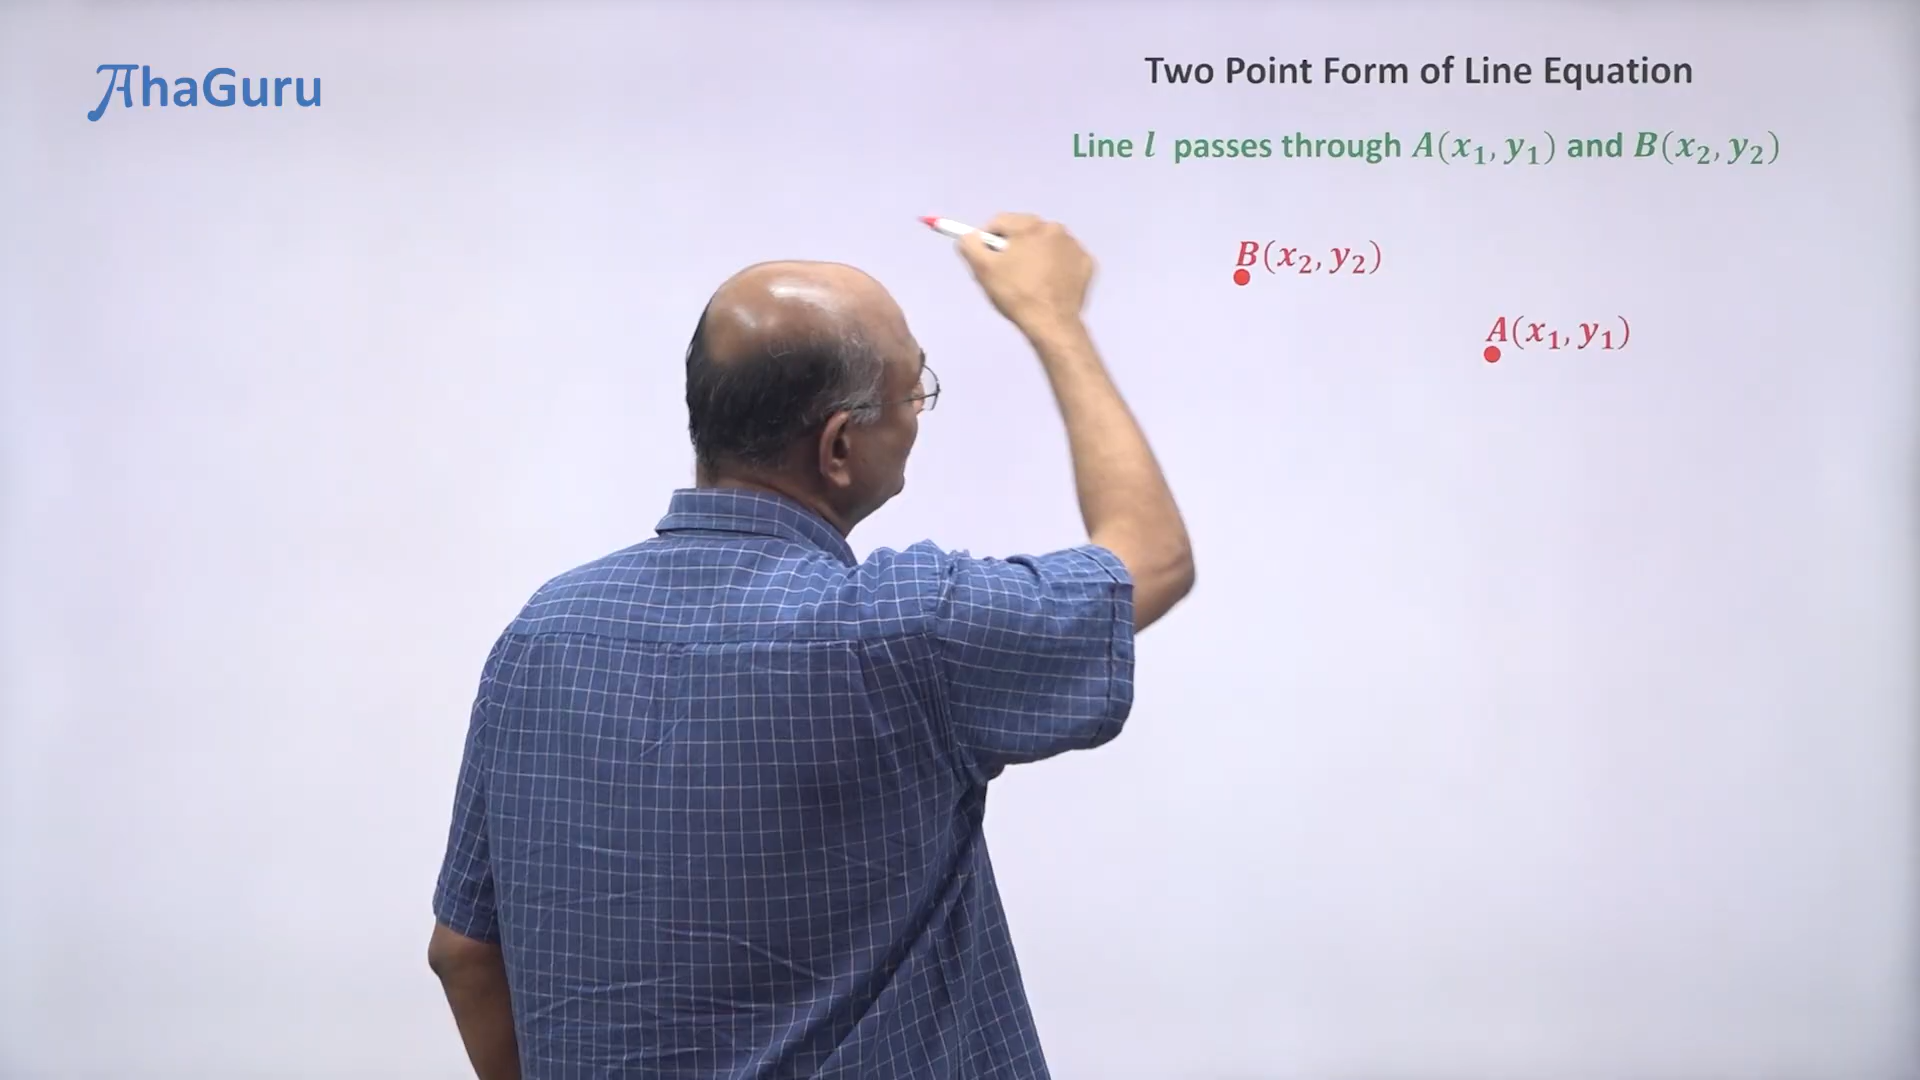 AhaGuru
Two Point Form of Line Equation
Line l passes through A(x₁, y₁) and B(x₂, y₂)
B(x₂, y₂)
A(x₁, y₁)